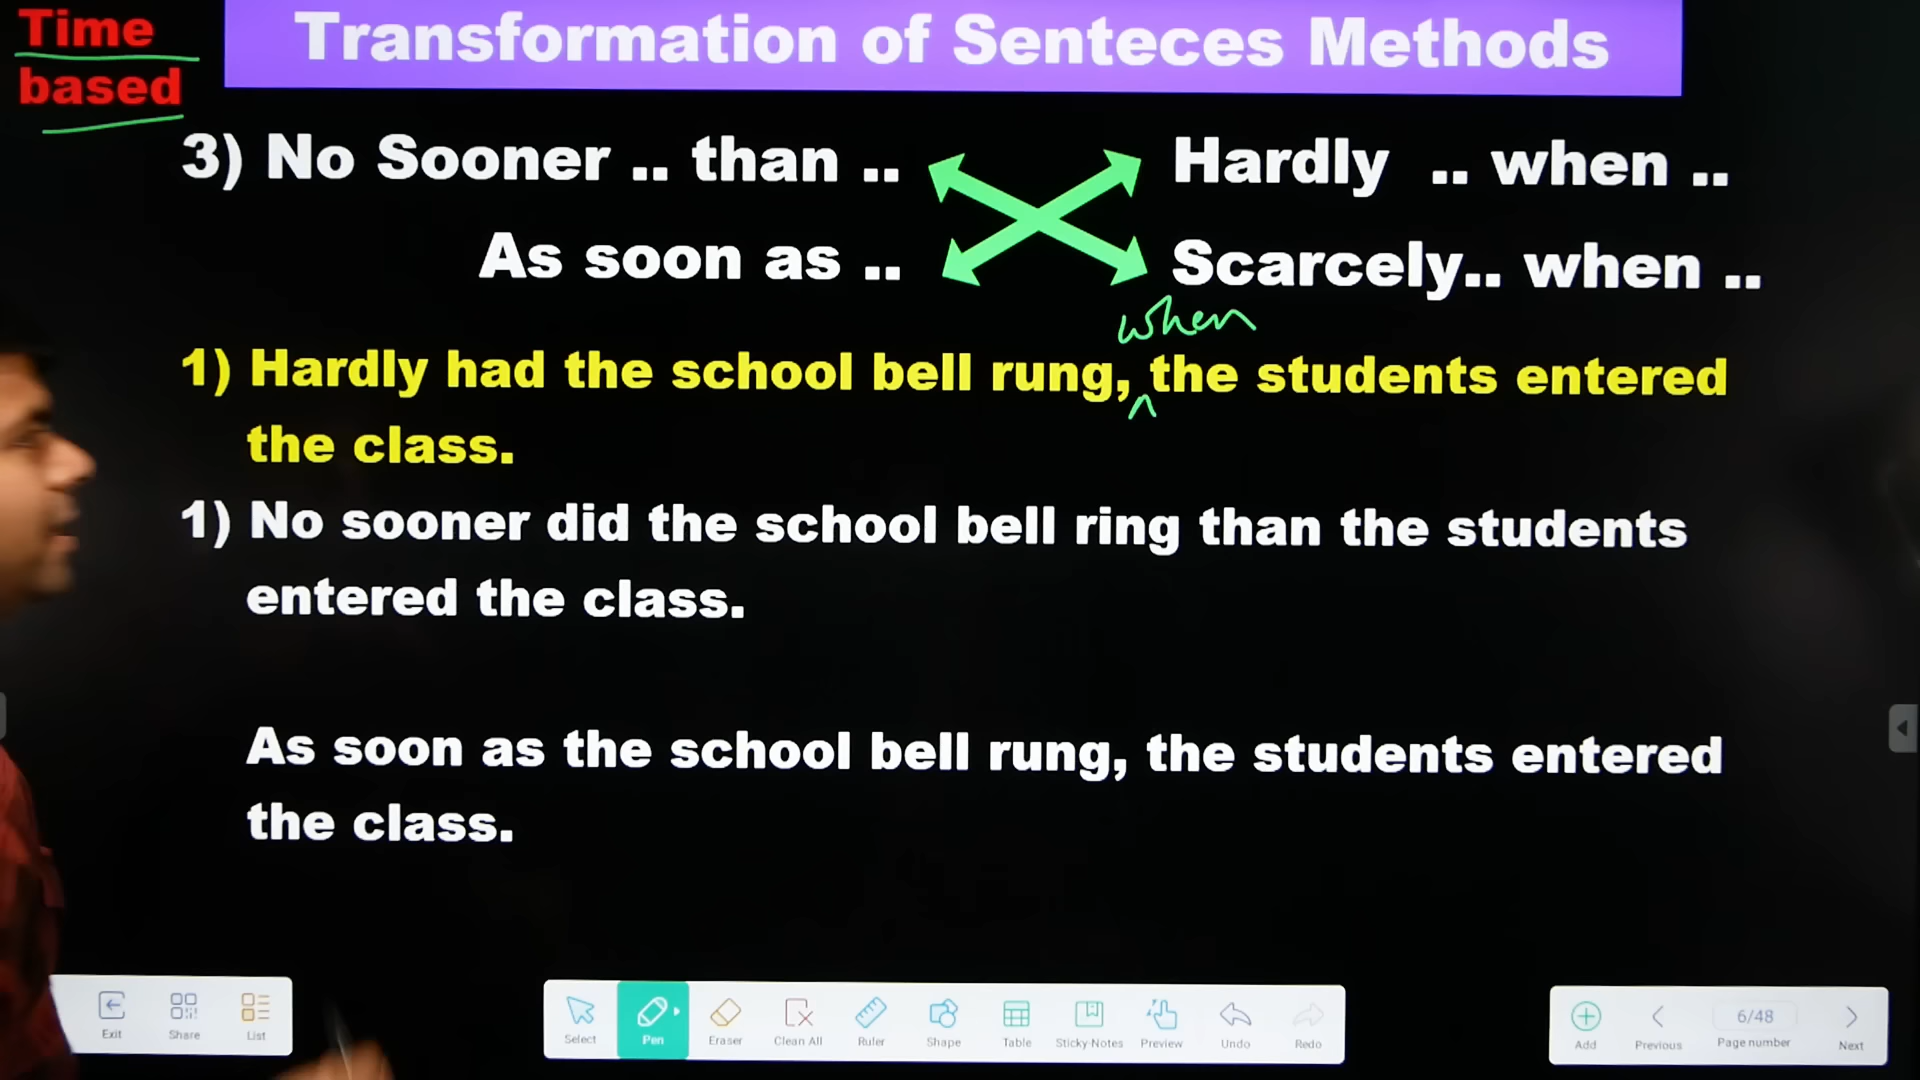 Time
based
Transformation of Senteces Methods
3) No Sooner .. than .. Hardly .. when ..
As soon as .. Scarcely.. when ..
when
1) Hardly had the school bell rung, ^ the students entered
the class.
1) No sooner did the school bell ring than the students
entered the class.
As soon as the school bell rung, the students entered
the class.
Exit Share List Select Pen Eraser Clean All Ruler Shape Table Sticky Notes Preview Undo Redo Add Previous 6/48 Page number Next